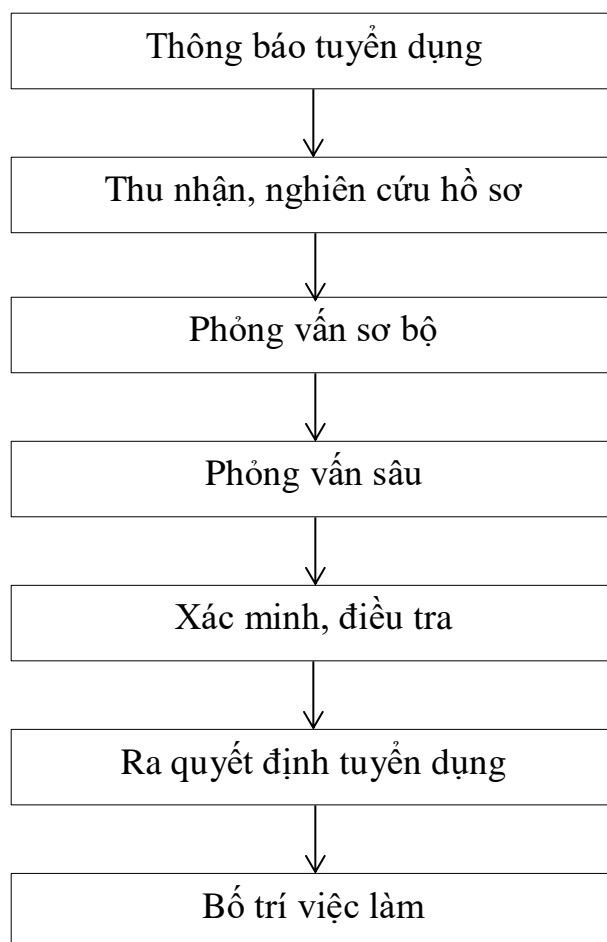 Thông báo tuyển dụng
Thu nhận, nghiên cứu hồ sơ
Phỏng vấn sơ bộ
Phỏng vấn sâu
Xác minh, điều tra
Ra quyết định tuyển dụng
Bố trí việc làm